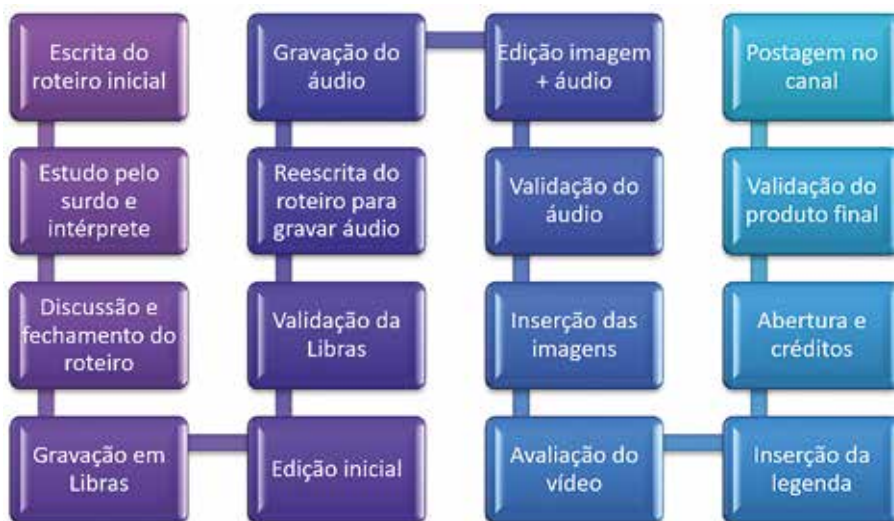 Escrita do
roteiro inicial
Estudo pelo
surdo e
intérprete
Discussão e
fechamento do
roteiro
Gravação em
Libras
Edição inicial
Validação da
Libras
Reescrita do
roteiro para
gravar áudio
Gravação do
áudio
Edição imagem
+ áudio
Validação do
áudio
Inserção das
imagens
Avaliação do
vídeo
Inserção da
legenda
Abertura e
créditos
Validação do
produto final
Postagem no
canal